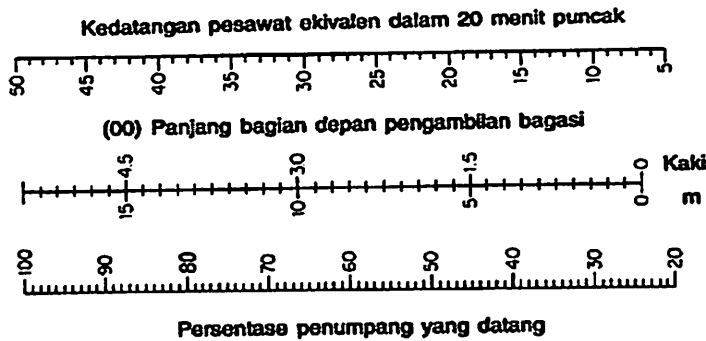 Kedatangan pesawat ekivalen dalam 20 menit puncak
50 45 40 35 30 25 20 15 10 5
(00) Panjang bagian depan pengambilan bagasi
4.5 30 1.5 0 Kaki
15 10 5 0 m
100 90 80 70 60 50 40 30 20
Persentase penumpang yang datang